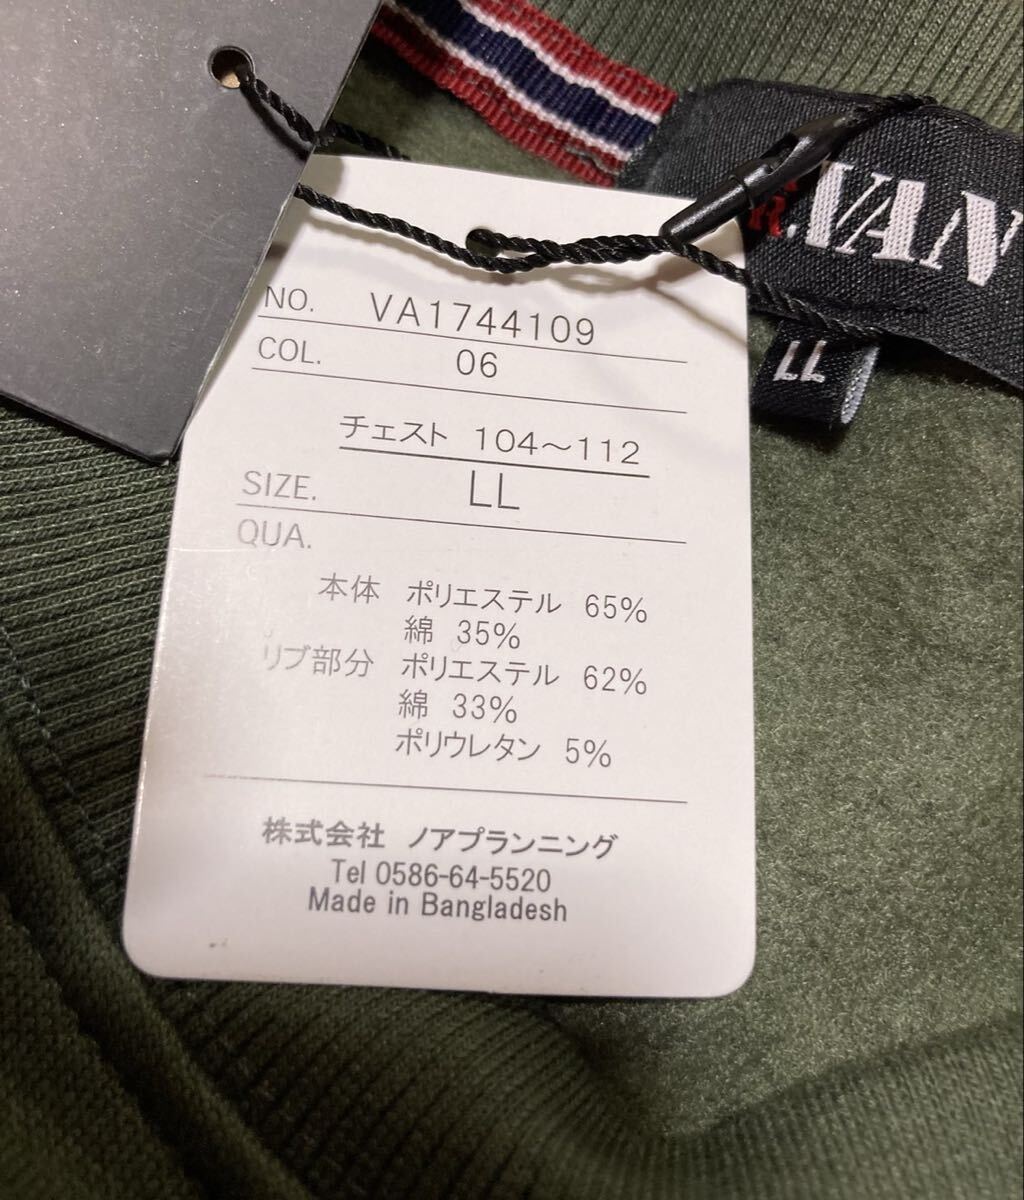 R.VAN
LL
NO. VA1744109
COL. 06
チェスト 104～112
SIZE. LL
QUA.
本体 ポリエステル 65%
綿 35%
リブ部分 ポリエステル 62%
綿 33%
ポリウレタン 5%
株式会社 ノアプランニング
Tel 0586-64-5520
Made in Bangladesh